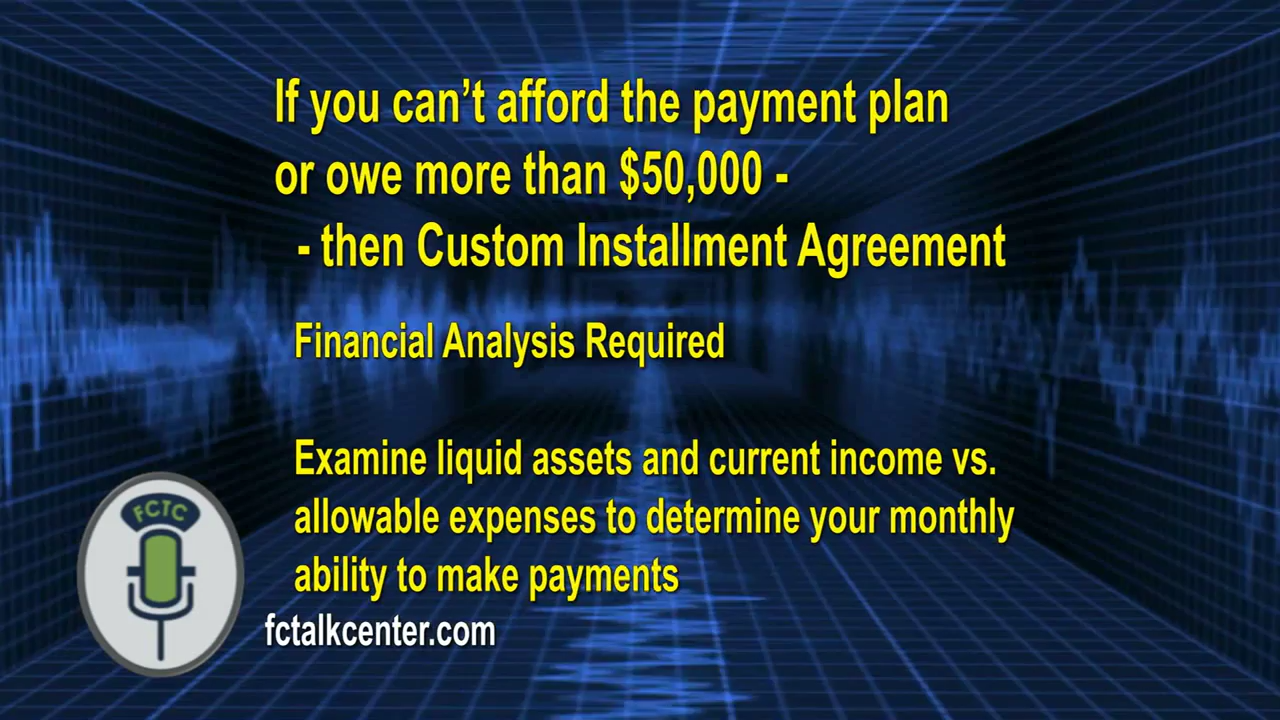 If you can’t afford the payment plan
or owe more than $50,000 -
- then Custom Installment Agreement
Financial Analysis Required
Examine liquid assets and current income vs.
allowable expenses to determine your monthly
ability to make payments
FCTC
fctalkcenter.com